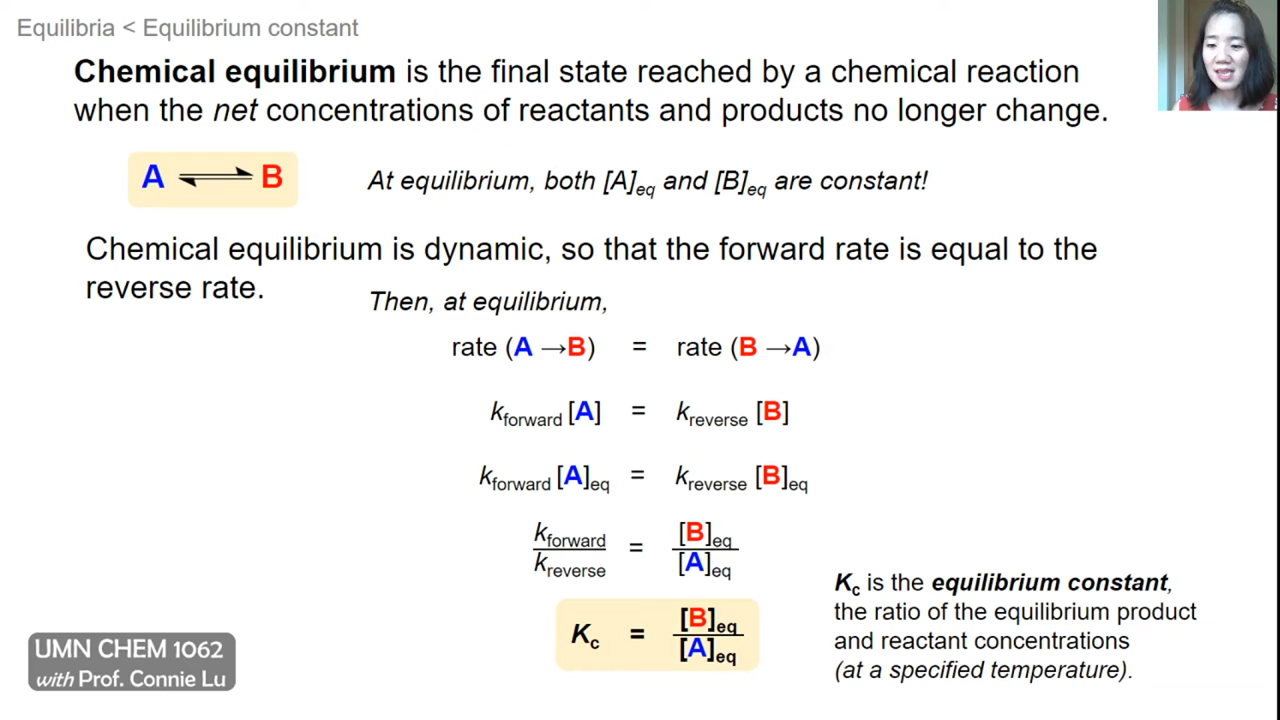 Equilibria < Equilibrium constant
Chemical equilibrium is the final state reached by a chemical reaction
when the net concentrations of reactants and products no longer change.
A ⇌ B
At equilibrium, both [A]eq and [B]eq are constant!
Chemical equilibrium is dynamic, so that the forward rate is equal to the
reverse rate.
Then, at equilibrium,
rate (A →B) = rate (B →A)
kforward [A] = kreverse [B]
kforward [A]eq = kreverse [B]eq
kforward / kreverse = [B]eq / [A]eq
Kc = [B]eq / [A]eq
Kc is the equilibrium constant,
the ratio of the equilibrium product
and reactant concentrations
(at a specified temperature).
UMN CHEM 1062
with Prof. Connie Lu